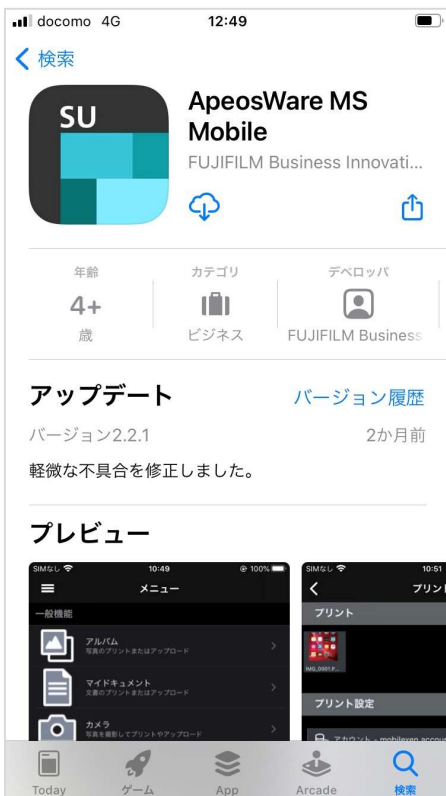 docomo 4G 12:49
検索
SU
ApeosWare MS
Mobile
FUJIFILM Business Innovati...
年齢
4+
歳
カテゴリ
ビジネス
デベロッパ
FUJIFILM Business
アップデート
バージョン履歴
バージョン2.2.1
2か月前
軽微な不具合を修正しました。
プレビュー
SIMなし 10:49 100%
メニュー
一般機能
アルバム
写真のプリントまたはアップロード
マイドキュメント
文書のプリントまたはアップロード
カメラ
写真を撮影してプリントやアップロード
SIMなし 10:51
プリント
プリント
IMG_0001.P...
プリント設定
アカウント - mobilexen accoun
Today
ゲーム
App
Arcade
検索